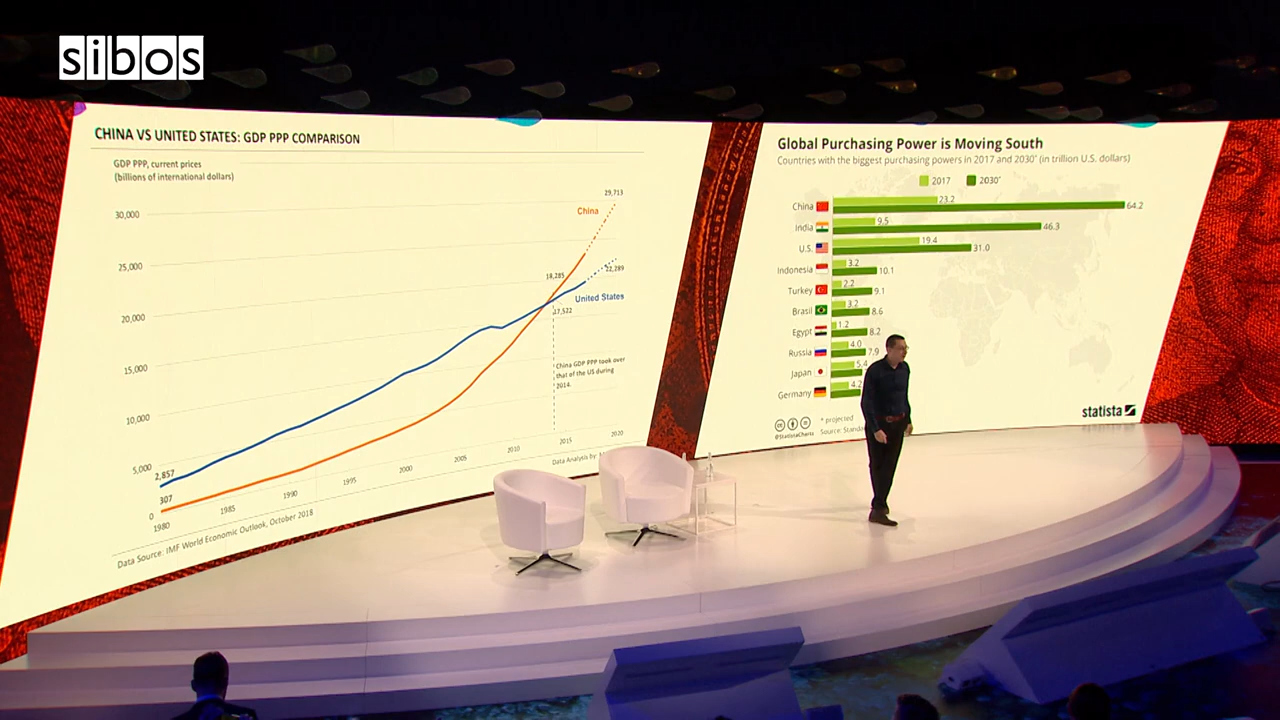 sibos
CHINA VS UNITED STATES: GDP PPP COMPARISON
GDP PPP, current prices
(billions of international dollars)
30,000
25,000
20,000
15,000
10,000
5,000
0
2,857
307
29,713
China
22,289
18,285
United States
17,522
China GDP PPP took over
that of the US during
2014.
1980
1985
1990
1995
2000
2005
2010
2015
2020
Data Source: IMF World Economic Outlook, October 2018
Data Analysis by:
Global Purchasing Power is Moving South
Countries with the biggest purchasing powers in 2017 and 2030* (in trillion U.S. dollars)
2017 2030*
China 23.2 64.2
India 9.5 46.3
U.S. 19.4 31.0
Indonesia 3.2 10.1
Turkey 2.2 9.1
Brasil 3.2 8.6
Egypt 1.2 8.2
Russia 4.0 7.9
Japan 5.4
Germany 4.2
* projected
@StatistaCharts Source:
statista